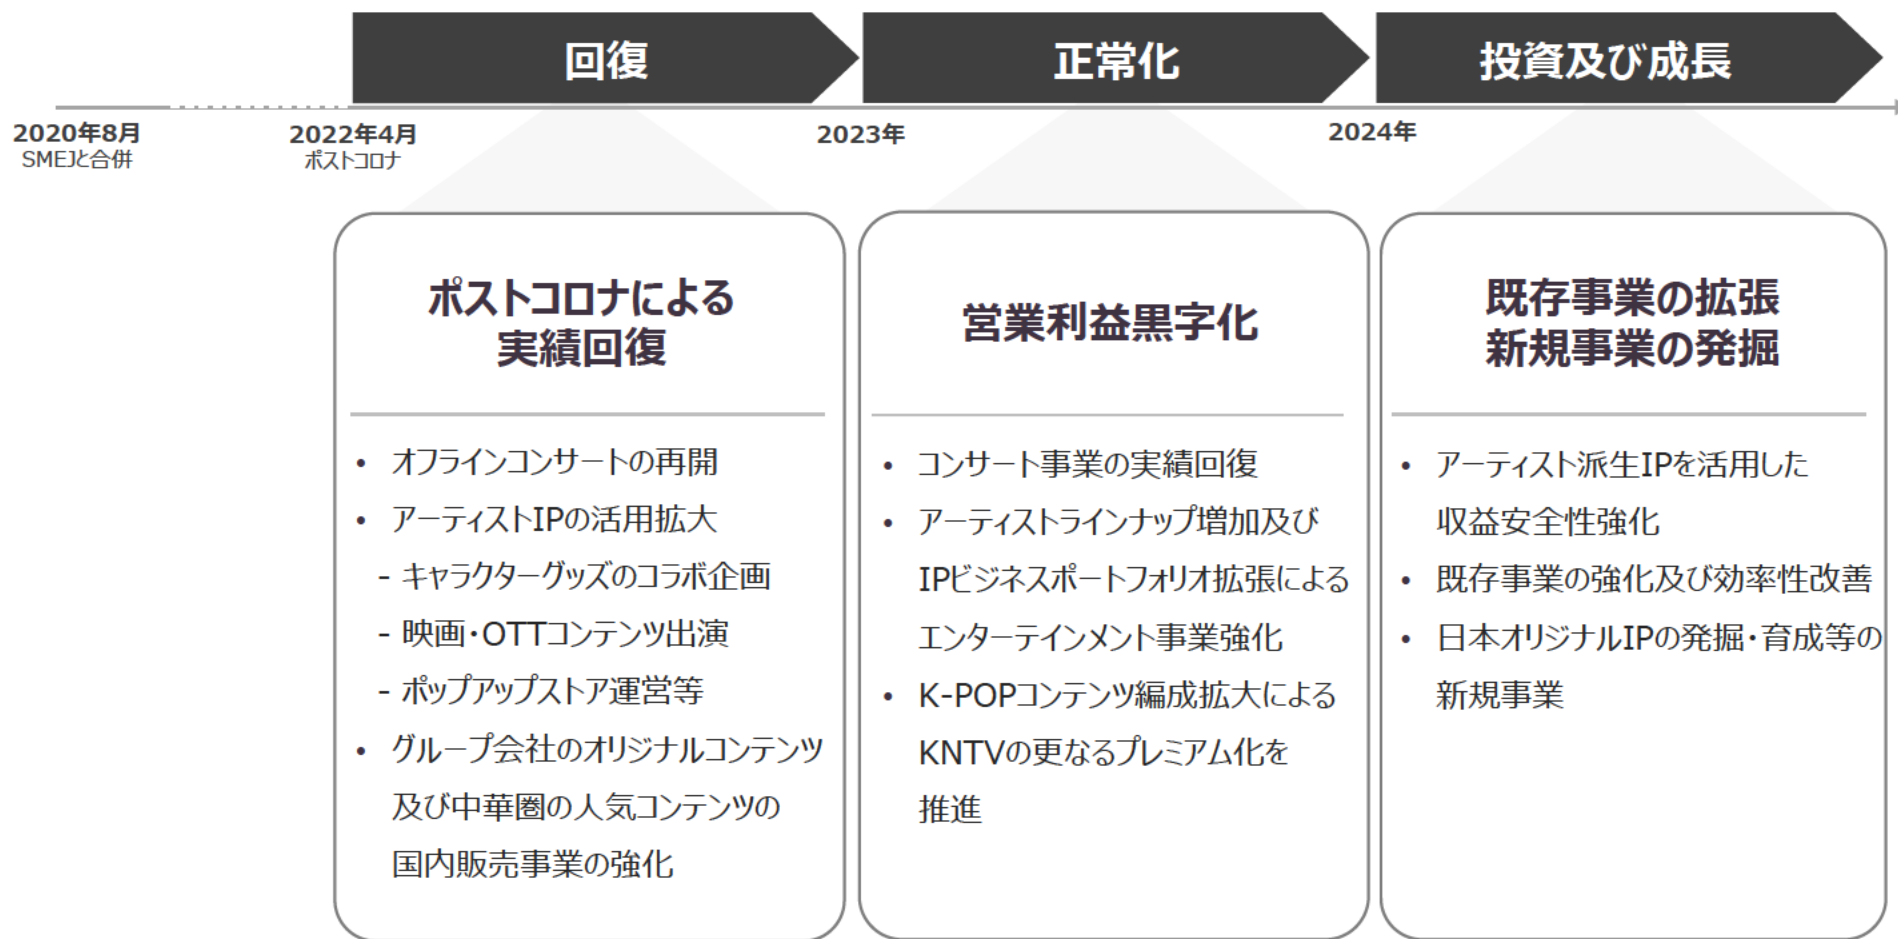 回復
正常化
投資及び成長
2020年8月
SMEJと合併
2022年4月
ポストコロナ
2023年
2024年
ポストコロナによる
実績回復
• オフラインコンサートの再開
• アーティストIPの活用拡大
- キャラクターグッズのコラボ企画
- 映画・OTTコンテンツ出演
- ポップアップストア運営等
• グループ会社のオリジナルコンテンツ
及び中華圏の人気コンテンツの
国内販売事業の強化
営業利益黒字化
• コンサート事業の実績回復
• アーティストラインナップ増加及び
IPビジネスポートフォリオ拡張による
エンターテインメント事業強化
• K-POPコンテンツ編成拡大による
KNTVの更なるプレミアム化を
推進
既存事業の拡張
新規事業の発掘
• アーティスト派生IPを活用した
収益安全性強化
• 既存事業の強化及び効率性改善
• 日本オリジナルIPの発掘・育成等の
新規事業